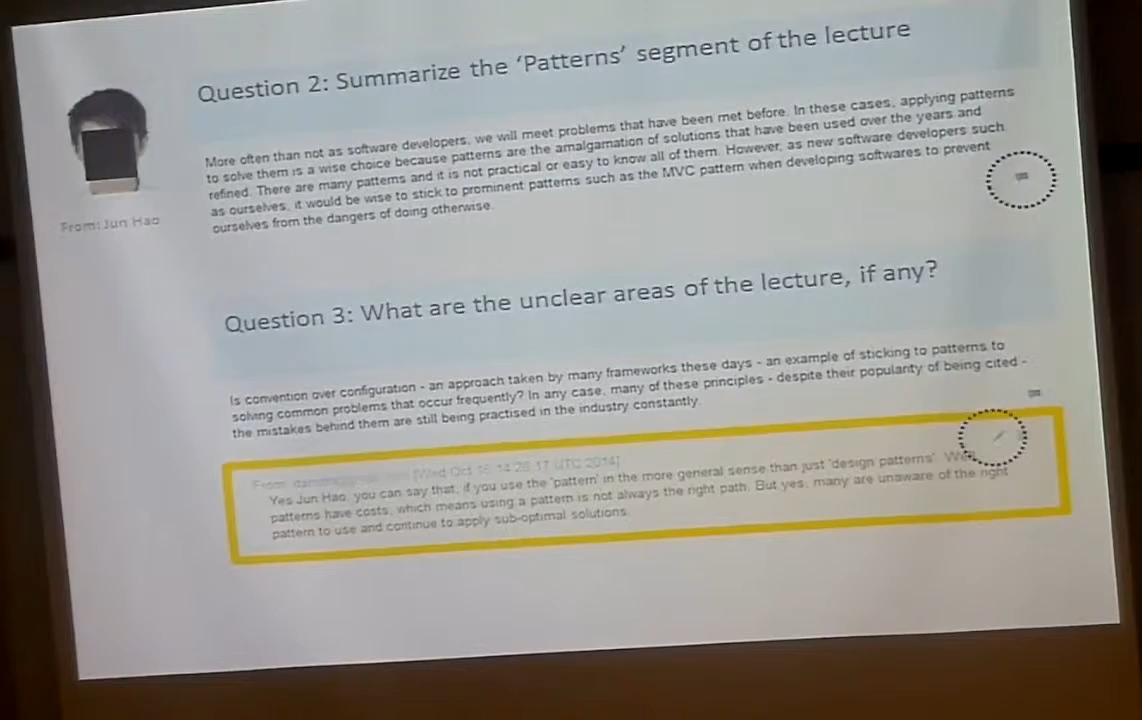 Question 2: Summarize the ‘Patterns’ segment of the lecture
More often than not as software developers, we will meet problems that have been met before. In these cases, applying patterns
to solve them is a wise choice because patterns are the amalgamation of solutions that have been used over the years and
refined. There are many patterns and it is not practical or easy to know all of them. However, as new software developers such
as ourselves, it would be wise to stick to prominent patterns such as the MVC pattern when developing softwares to prevent
ourselves from the dangers of doing otherwise.
From: Jun Hao
Question 3: What are the unclear areas of the lecture, if any?
Is convention over configuration - an approach taken by many frameworks these days - an example of sticking to patterns to
solving common problems that occur frequently? In any case, many of these principles - despite their popularity of being cited -
the mistakes behind them are still being practised in the industry constantly.
From: [Wed Oct 14:26:17 UTC 2014]
Yes Jun Hao, you can say that, if you use the 'pattern' in the more general sense than just 'design patterns'.
patterns have costs, which means using a pattern is not always the right path. But yes, many are unaware of the right
pattern to use and continue to apply sub-optimal solutions.